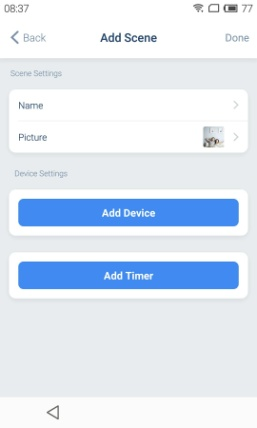 08:37
77
Back
Add Scene
Done
Scene Settings
Name
Picture
Device Settings
Add Device
Add Timer